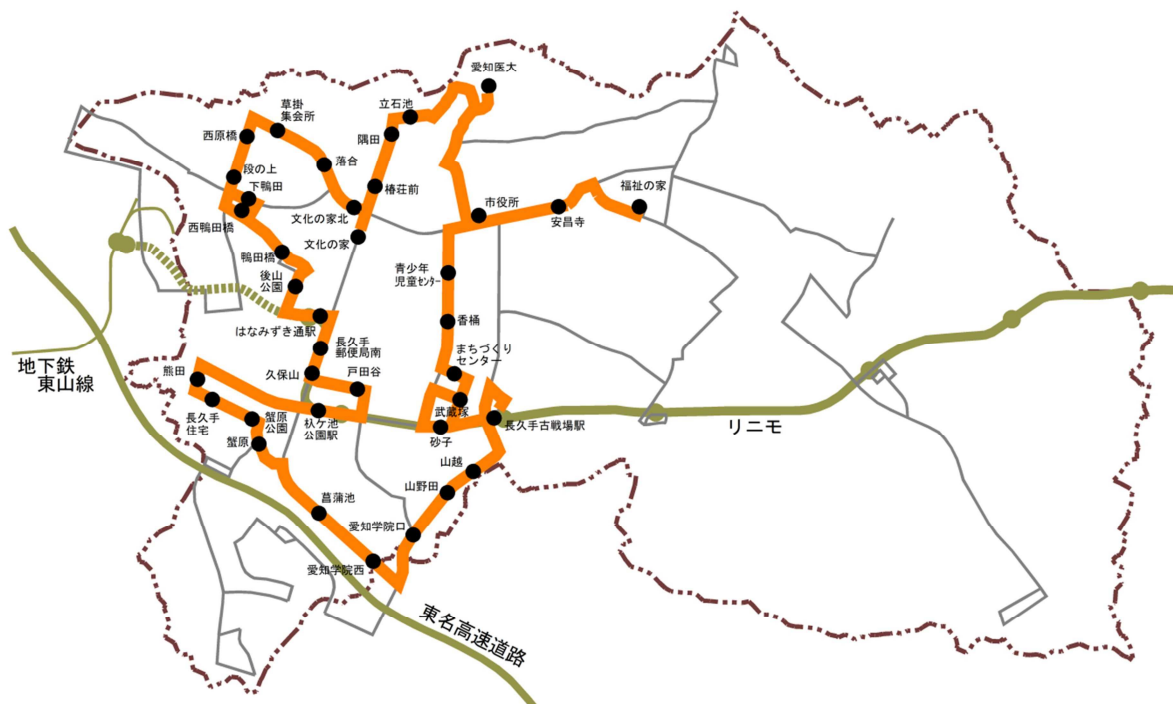 愛知医大
立石池
草掛
集会所
西原橋
隅田
落合
段の上
下鴨田
椿荘前
福祉の家
市役所
安昌寺
文化の家北
西鴨田橋
文化の家
鴨田橋
後山
公園
青少年
児童センター
はなみずき通駅
香桶
長久手
郵便局南
まちづくり
センター
地下鉄
東山線
熊田
久保山
戸田谷
長久手
住宅
蟹原
公園
杁ケ池
公園駅
武蔵塚
長久手古戦場駅
砂子
リニモ
蟹原
山越
山野田
菖蒲池
愛知学院口
愛知学院西
東名高速道路